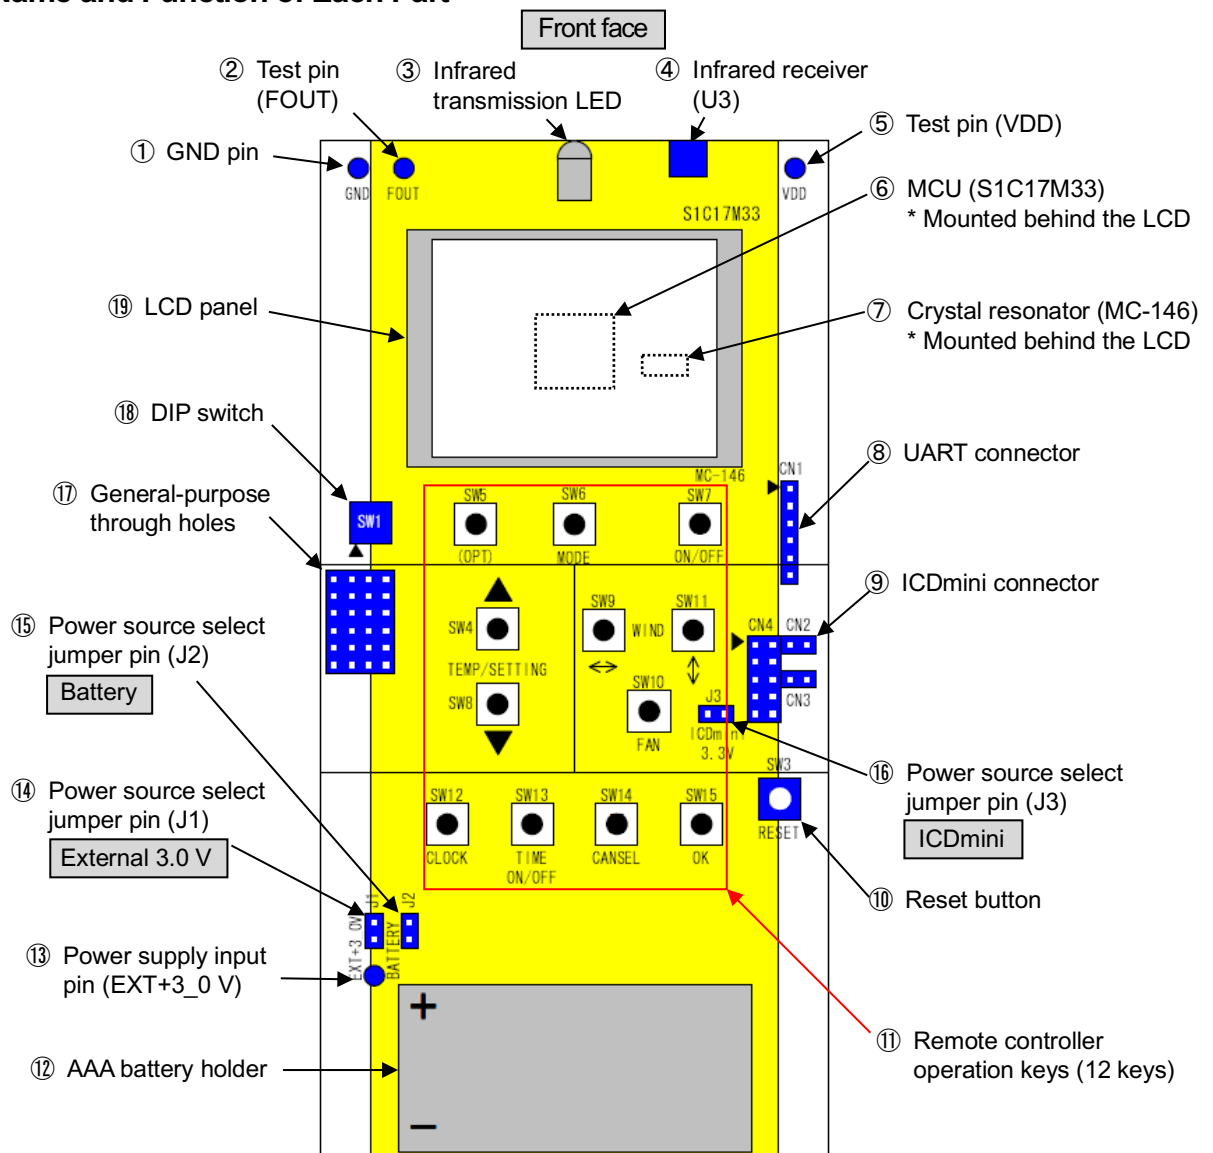 Name and Function of Each Part
Front face
② Test pin
(FOUT)
③ Infrared
transmission LED
④ Infrared receiver
(U3)
⑤ Test pin (VDD)
① GND pin
GND
FOUT
VDD
⑥ MCU (S1C17M33)
* Mounted behind the LCD
S1C17M33
⑲ LCD panel
⑦ Crystal resonator (MC-146)
* Mounted behind the LCD
⑱ DIP switch
⑧ UART connector
MC-146
CN1
⑰ General-purpose
through holes
SW1
SW5
(OPT)
SW6
MODE
SW7
ON/OFF
⑨ ICDmini connector
⑮ Power source select
jumper pin (J2)
Battery
SW4
TEMP/SETTING
SW8
SW9
WIND
SW11
SW10
FAN
CN4
CN2
CN3
J3
ICDmini
3.3V
⑯ Power source select
jumper pin (J3)
ICDmini
⑭ Power source select
jumper pin (J1)
External 3.0 V
SW12
CLOCK
SW13
TIME
ON/OFF
SW14
CANSEL
SW15
OK
SW3
RESET
⑩ Reset button
J1
J2
EXT+3_0V
BATTERY
⑬ Power supply input
pin (EXT+3_0 V)
+
⑪ Remote controller
operation keys (12 keys)
⑫ AAA battery holder
−